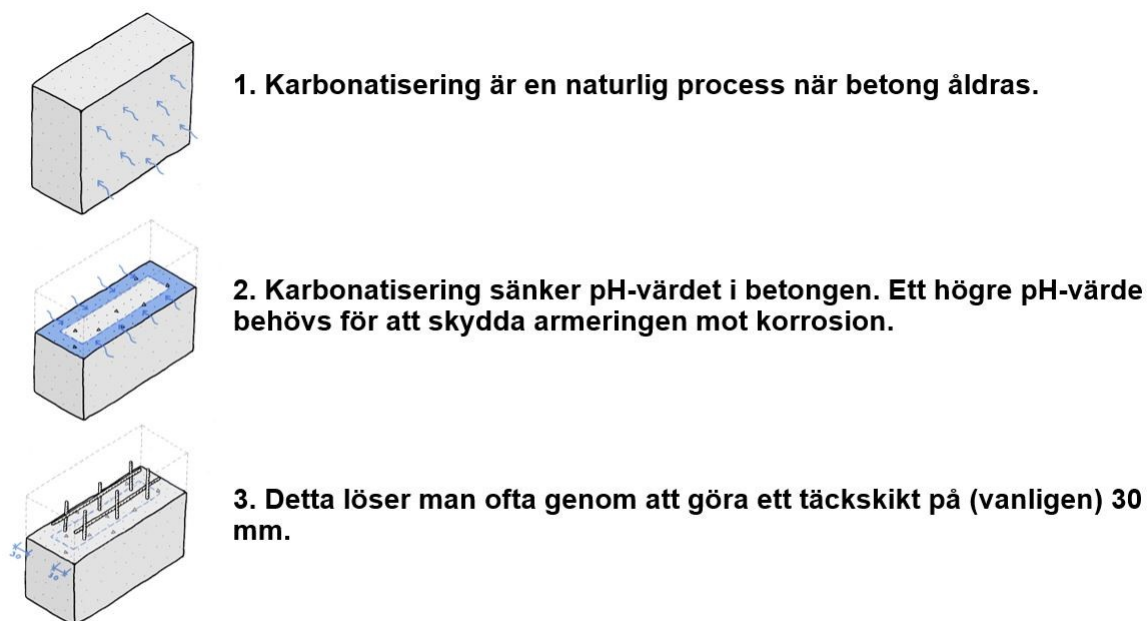 1. Karbonatisering är en naturlig process när betong åldras.
2. Karbonatisering sänker pH-värdet i betongen. Ett högre pH-värde
behövs för att skydda armeringen mot korrosion.
3. Detta löser man ofta genom att göra ett täckskikt på (vanligen) 30
mm.
30
30